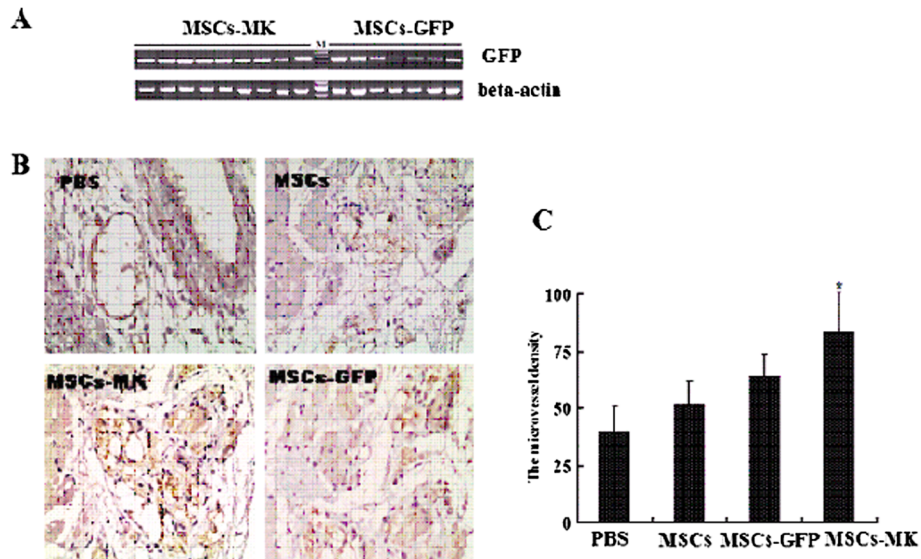 A
MSCs-MK M MSCs-GFP
GFP
beta-actin
B
PBS
MSCs
MSCs-MK
MSCs-GFP
C
*
The microvessel density
100
75
50
25
0
PBS MSCs MSCs-GFP MSCs-MK